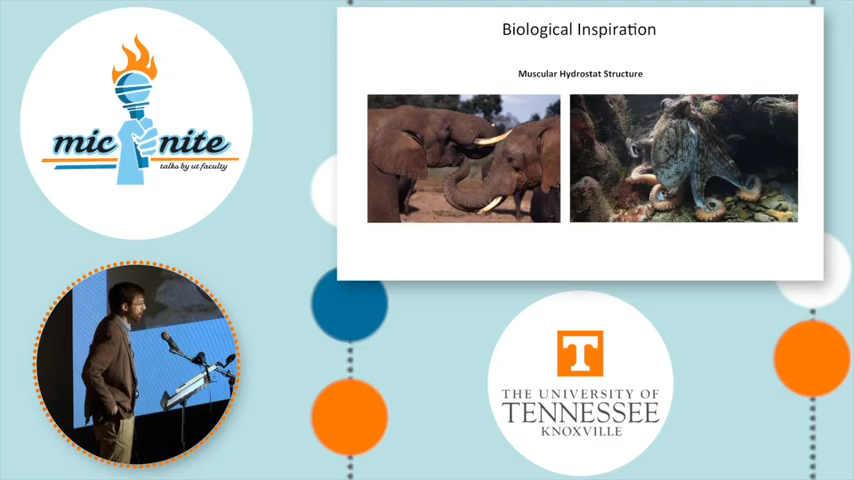 mic nite
talks by ut faculty
Biological Inspiration
Muscular Hydrostat Structure
T
THE UNIVERSITY OF
TENNESSEE
KNOXVILLE